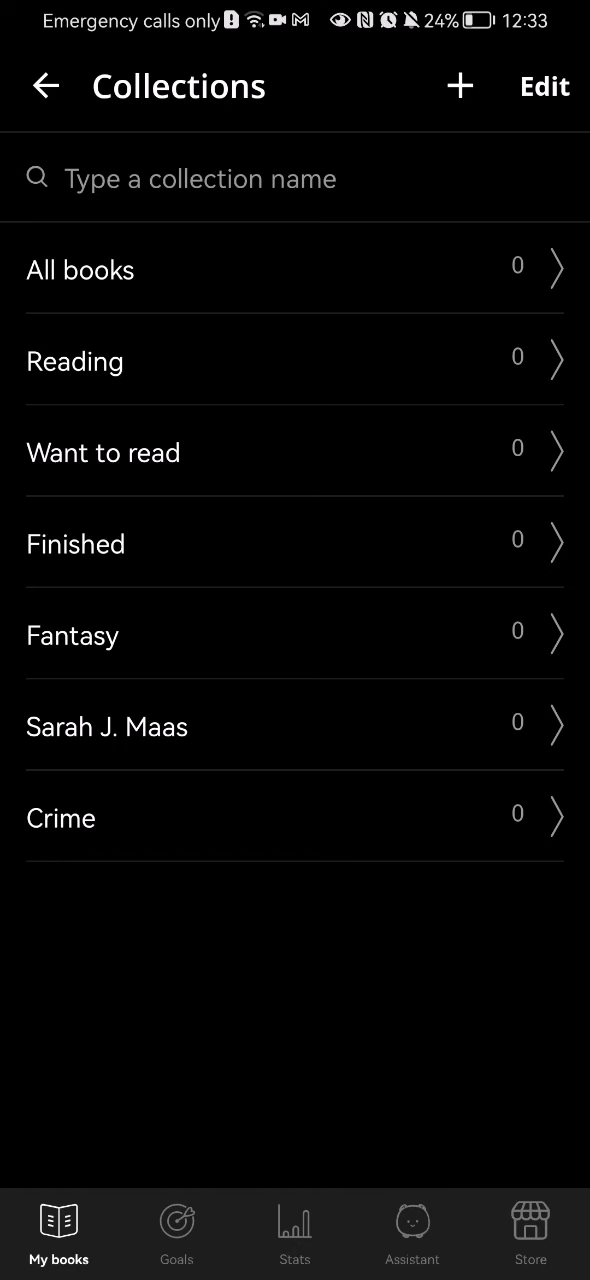 Emergency calls only 24% 12:33
Collections + Edit
Type a collection name
All books 0
Reading 0
Want to read 0
Finished 0
Fantasy 0
Sarah J. Maas 0
Crime 0
My books Goals Stats Assistant Store